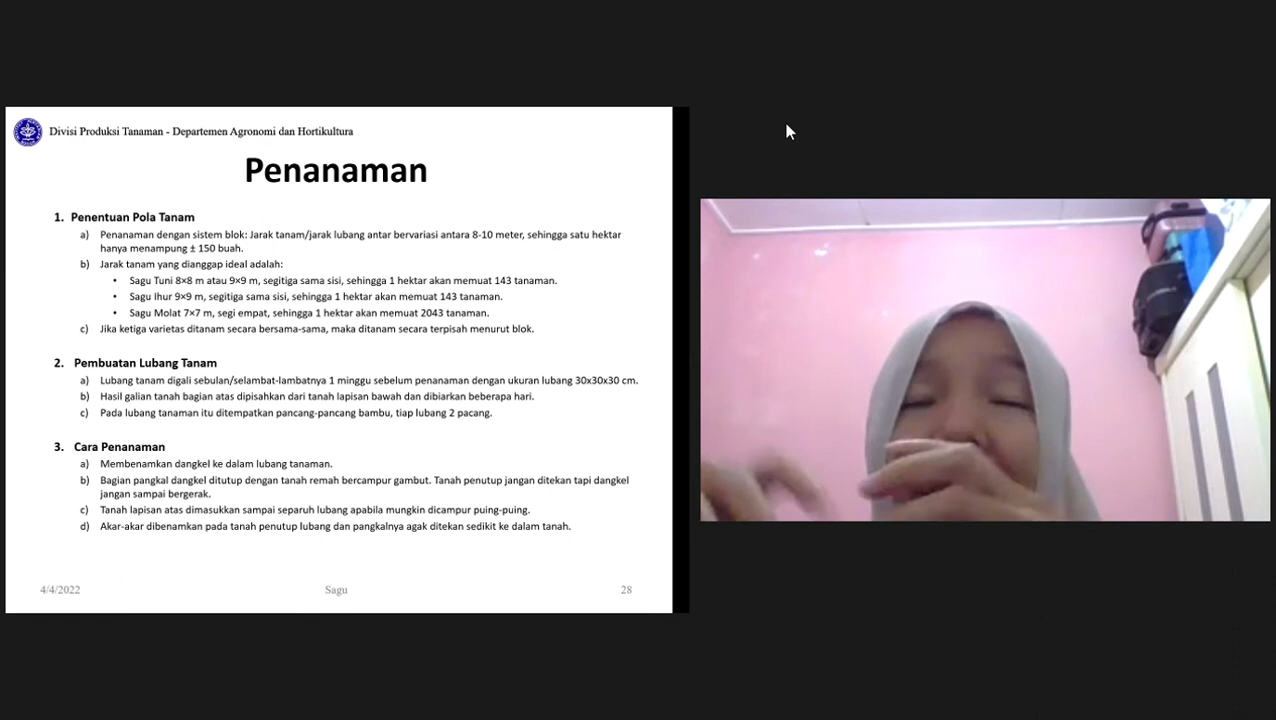 Divisi Produksi Tanaman - Departemen Agronomi dan Hortikultura
Penanaman
1. Penentuan Pola Tanam
a) Penanaman dengan sistem blok: Jarak tanam/jarak lubang antar bervariasi antara 8-10 meter, sehingga satu hektar
hanya menampung ± 150 buah.
b) Jarak tanam yang dianggap ideal adalah:
• Sagu Tuni 8×8 m atau 9×9 m, segitiga sama sisi, sehingga 1 hektar akan memuat 143 tanaman.
• Sagu Ihur 9×9 m, segitiga sama sisi, sehingga 1 hektar akan memuat 143 tanaman.
• Sagu Molat 7×7 m, segi empat, sehingga 1 hektar akan memuat 2043 tanaman.
c) Jika ketiga varietas ditanam secara bersama-sama, maka ditanam secara terpisah menurut blok.
2. Pembuatan Lubang Tanam
a) Lubang tanam digali sebulan/selambat-lambatnya 1 minggu sebelum penanaman dengan ukuran lubang 30x30x30 cm.
b) Hasil galian tanah bagian atas dipisahkan dari tanah lapisan bawah dan dibiarkan beberapa hari.
c) Pada lubang tanaman itu ditempatkan pancang-pancang bambu, tiap lubang 2 pacang.
3. Cara Penanaman
a) Membenamkan dangkel ke dalam lubang tanaman.
b) Bagian pangkal dangkel ditutup dengan tanah remah bercampur gambut. Tanah penutup jangan ditekan tapi dangkel
jangan sampai bergerak.
c) Tanah lapisan atas dimasukkan sampai separuh lubang apabila mungkin dicampur puing-puing.
d) Akar-akar dibenamkan pada tanah penutup lubang dan pangkalnya agak ditekan sedikit ke dalam tanah.
4/4/2022 Sagu 28